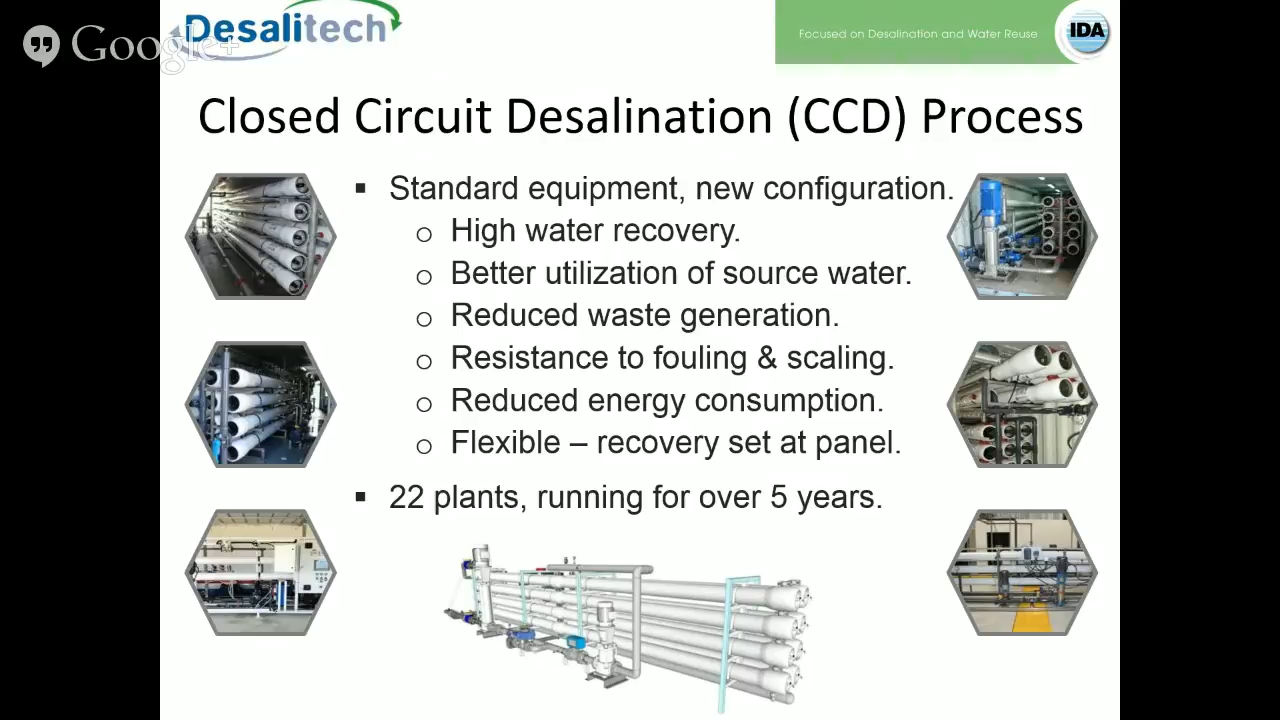 Google+
Desalitech
Focused on Desalination and Water Reuse
IDA
Closed Circuit Desalination (CCD) Process
▪ Standard equipment, new configuration.
o High water recovery.
o Better utilization of source water.
o Reduced waste generation.
o Resistance to fouling & scaling.
o Reduced energy consumption.
o Flexible – recovery set at panel.
▪ 22 plants, running for over 5 years.